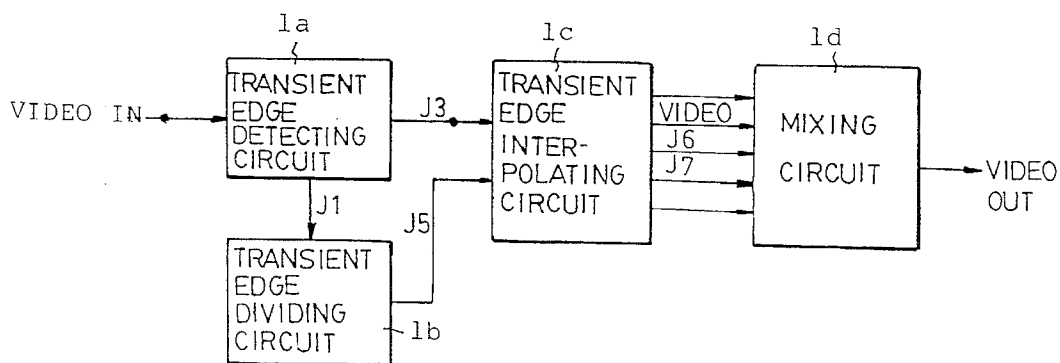 1a
1c
1d
VIDEO IN
TRANSIENT
EDGE
DETECTING
CIRCUIT
J3
TRANSIENT
EDGE
INTER-
POLATING
CIRCUIT
VIDEO
J6
J7
MIXING
CIRCUIT
VIDEO
OUT
J1
J5
TRANSIENT
EDGE
DIVIDING
CIRCUIT
1b